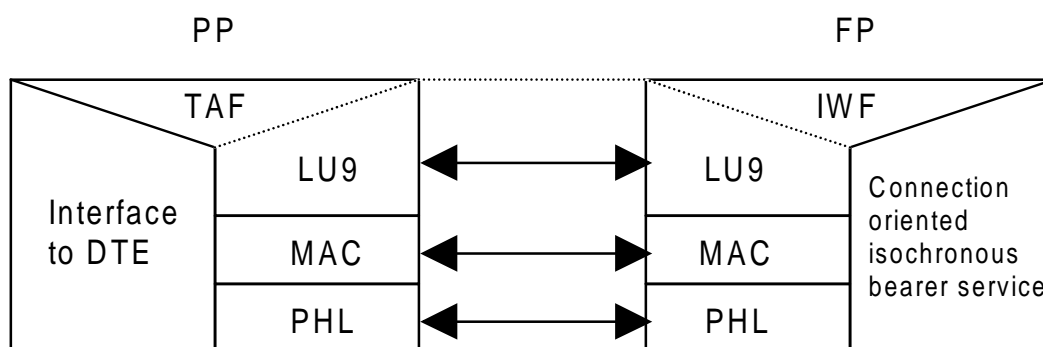 PP
FP
TAF
IWF
LU9
LU9
Interface
to DTE
Connection
oriented
isochronous
bearer service
MAC
MAC
PHL
PHL